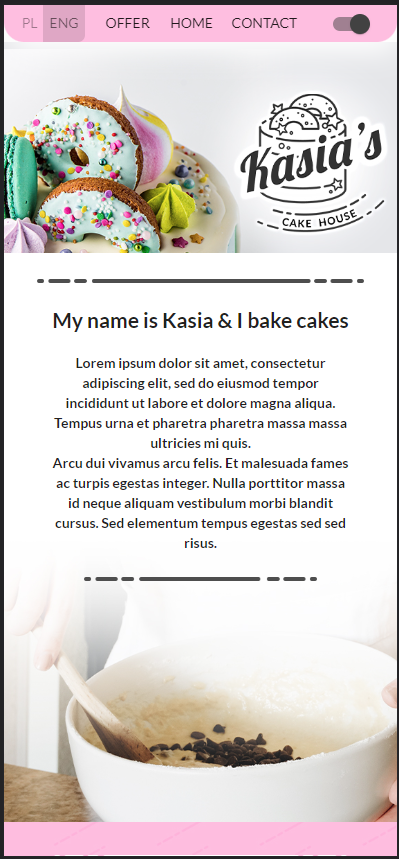 PL ENG OFFER HOME CONTACT
Kasia's
CAKE HOUSE
My name is Kasia & I bake cakes
Lorem ipsum dolor sit amet, consectetur
adipiscing elit, sed do eiusmod tempor
incididunt ut labore et dolore magna aliqua.
Tempus urna et pharetra pharetra massa massa
ultricies mi quis.
Arcu dui vivamus arcu felis. Et malesuada fames
ac turpis egestas integer. Nulla porttitor massa
id neque aliquam vestibulum morbi blandit
cursus. Sed elementum tempus egestas sed sed
risus.